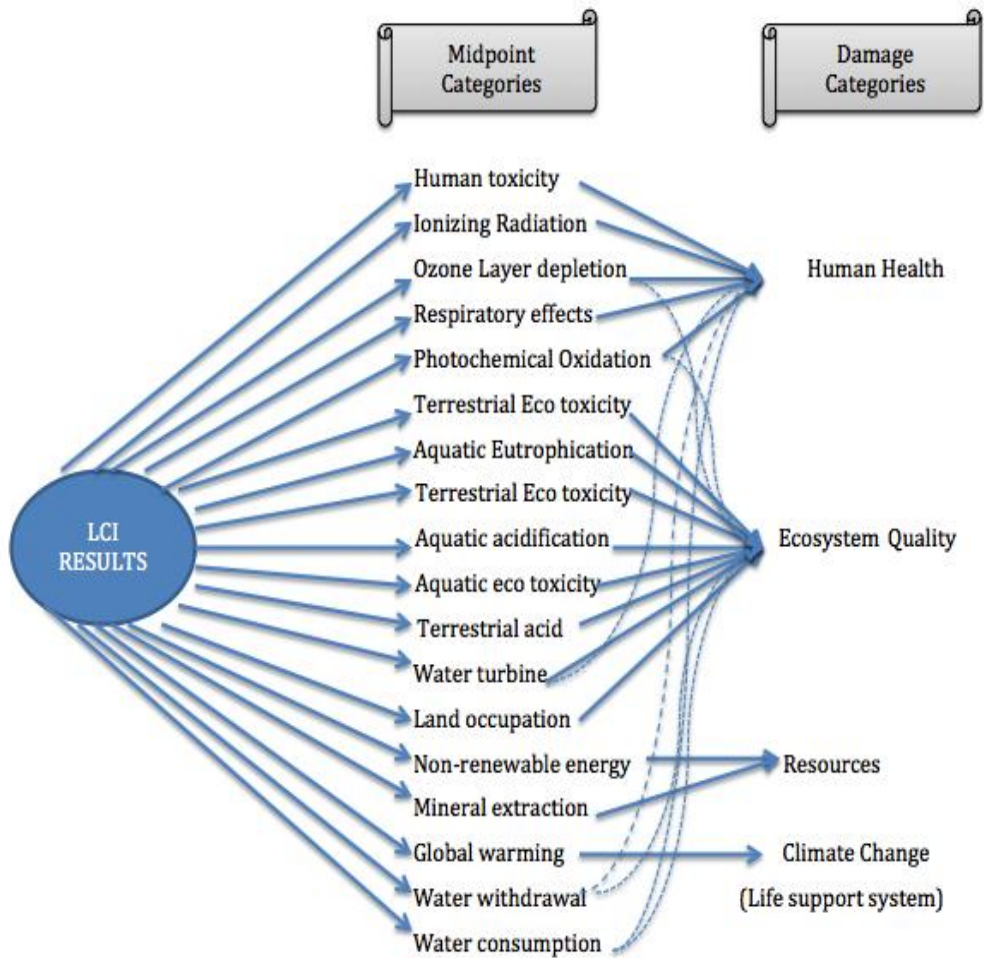 Midpoint
Categories
Damage
Categories
LCI
RESULTS
Human toxicity
Ionizing Radiation
Ozone Layer depletion
Respiratory effects
Photochemical Oxidation
Terrestrial Eco toxicity
Aquatic Eutrophication
Terrestrial Eco toxicity
Aquatic acidification
Aquatic eco toxicity
Terrestrial acid
Water turbine
Land occupation
Non-renewable energy
Mineral extraction
Global warming
Water withdrawal
Water consumption
Human Health
Ecosystem Quality
Resources
Climate Change
(Life support system)